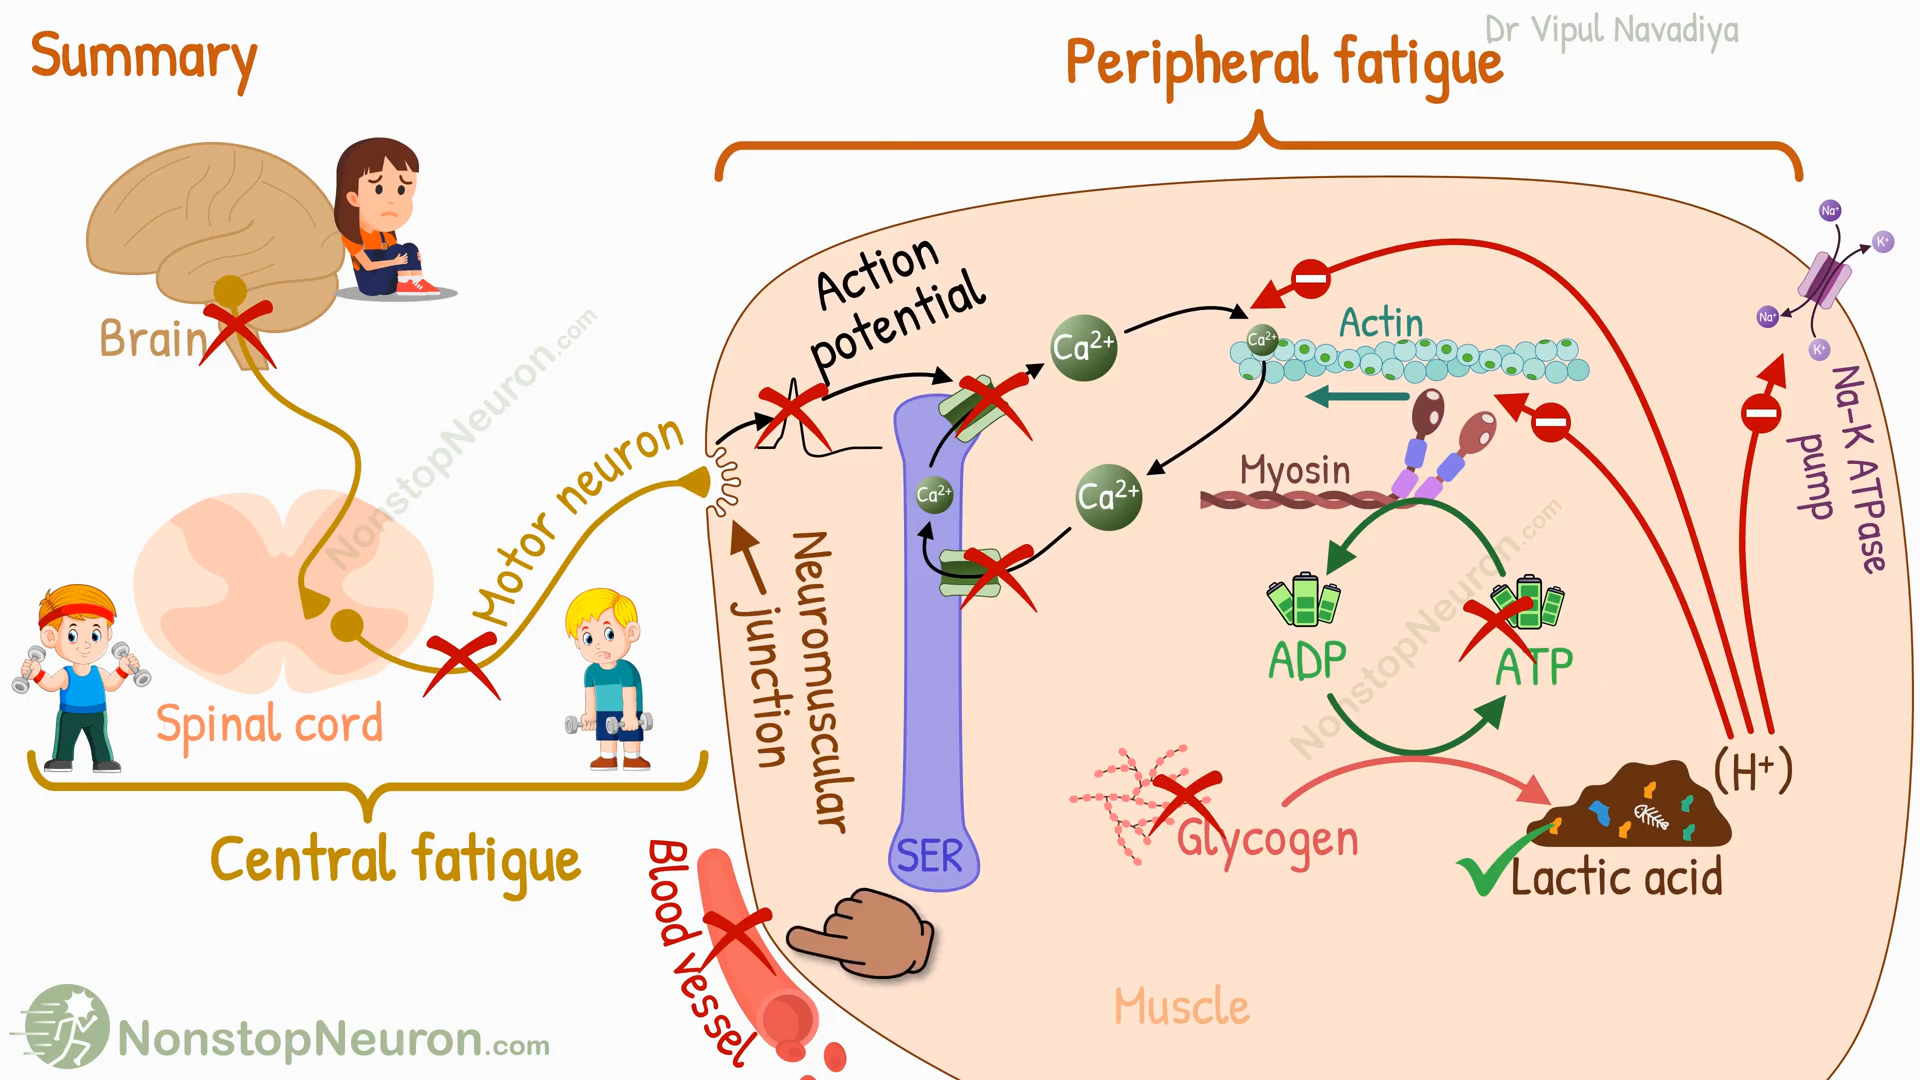 Summary
Dr Vipul Navadiya
Peripheral fatigue
Na+
K+
Na+
K+
Na-K ATPase
pump
Brain
Action
potential
Ca2+
Ca2+
Actin
Myosin
Ca2+
Ca2+
NonstopNeuron.com
Motor neuron
Neuromuscular
junction
ADP
ATP
NonstopNeuron.com
Spinal cord
(H+)
Glycogen
Lactic acid
SER
Central fatigue
Blood vessel
Muscle
NonstopNeuron.com